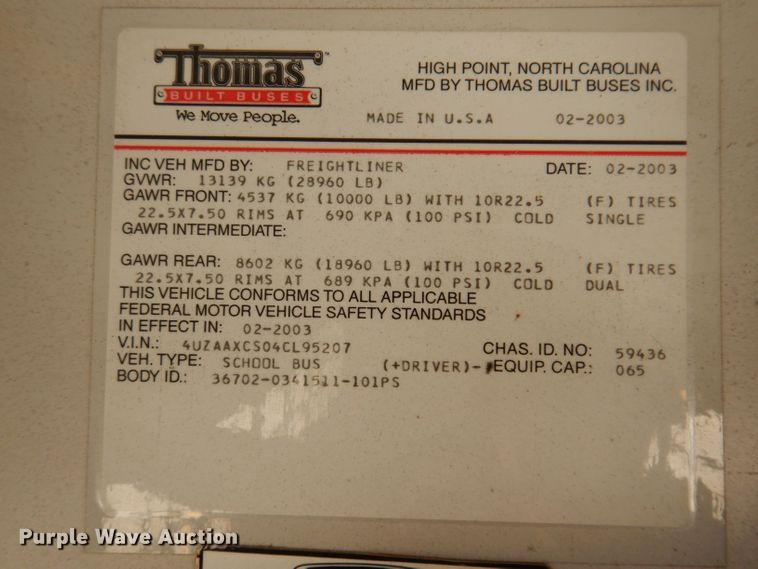 Thomas
BUILT BUSES
We Move People.
HIGH POINT, NORTH CAROLINA
MFD BY THOMAS BUILT BUSES INC.
MADE IN U.S.A 02-2003
INC VEH MFD BY: FREIGHTLINER DATE: 02-2003
GVWR: 13139 KG (28960 LB)
GAWR FRONT: 4537 KG (10000 LB) WITH 10R22.5 (F) TIRES
22.5X7.50 RIMS AT 690 KPA (100 PSI) COLD SINGLE
GAWR INTERMEDIATE:
GAWR REAR: 8602 KG (18960 LB) WITH 10R22.5 (F) TIRES
22.5X7.50 RIMS AT 689 KPA (100 PSI) COLD DUAL
THIS VEHICLE CONFORMS TO ALL APPLICABLE
FEDERAL MOTOR VEHICLE SAFETY STANDARDS
IN EFFECT IN: 02-2003
V.I.N.: 4UZAAXCS04CL95207 CHAS. ID. NO: 59436
VEH. TYPE: SCHOOL BUS (+DRIVER)- EQUIP. CAP.: 065
BODY ID.: 36702-0341511-101PS
Purple Wave Auction